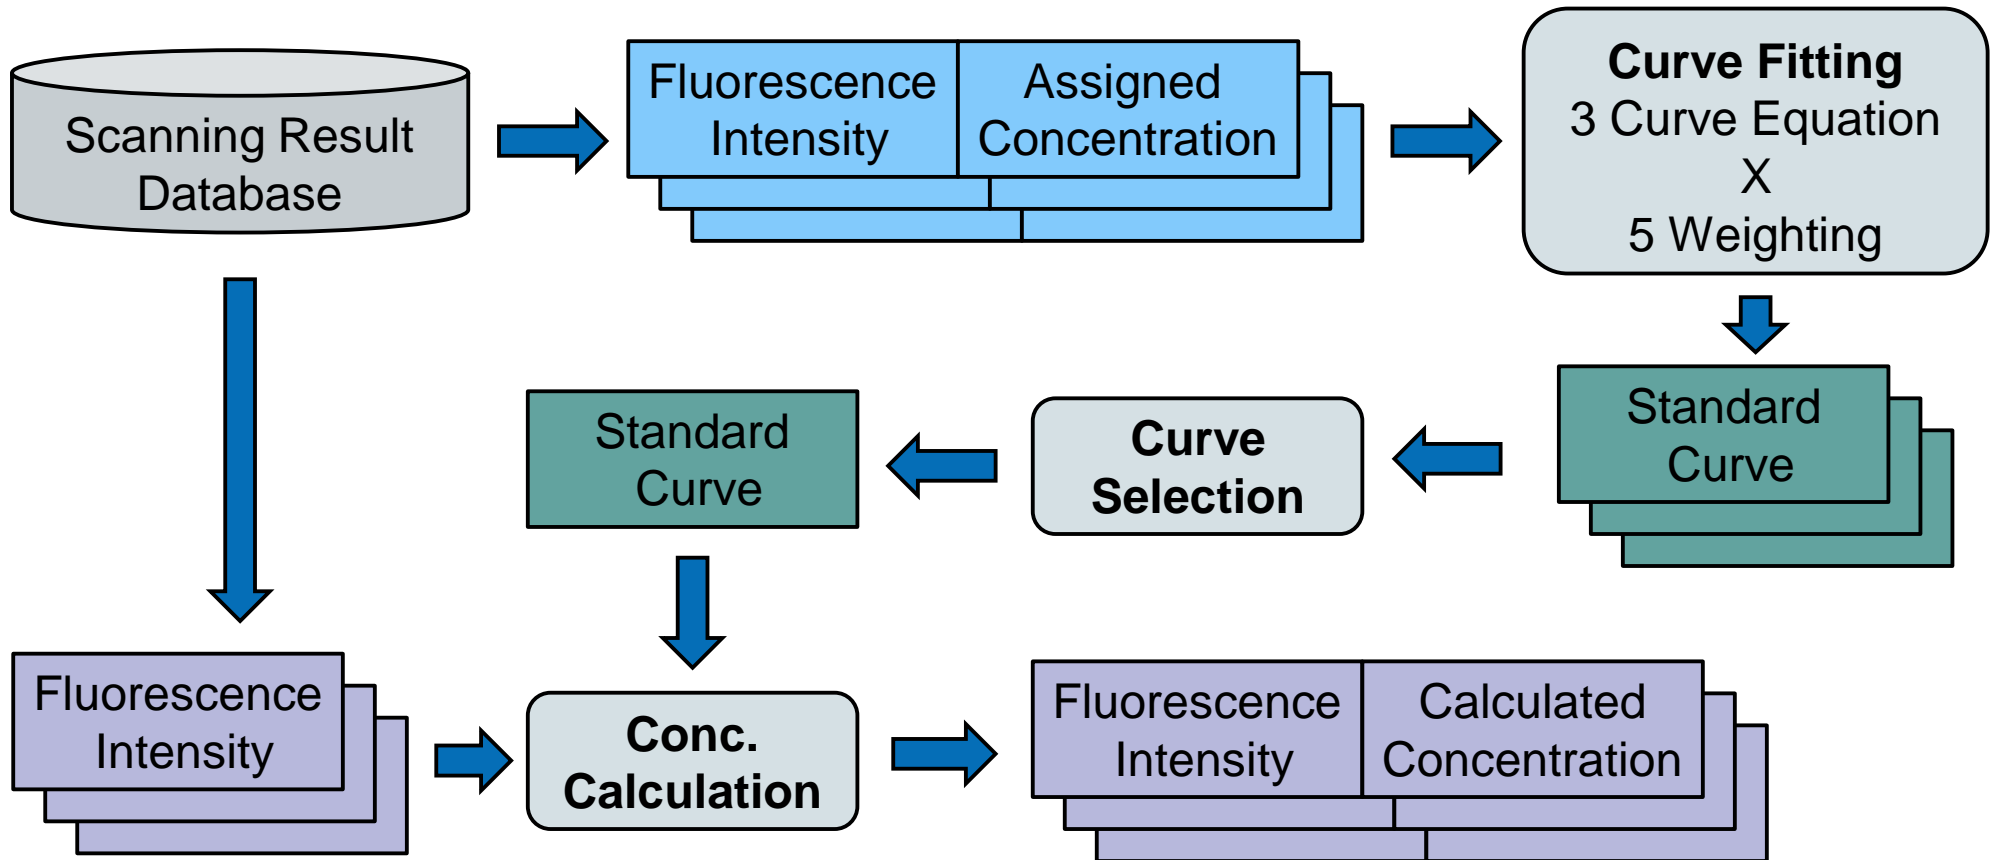 Scanning Result
Database
Fluorescence
Intensity
Assigned
Concentration
Curve Fitting
3 Curve Equation
X
5 Weighting
Standard
Curve
Curve
Selection
Standard
Curve
Fluorescence
Intensity
Conc.
Calculation
Fluorescence
Intensity
Calculated
Concentration